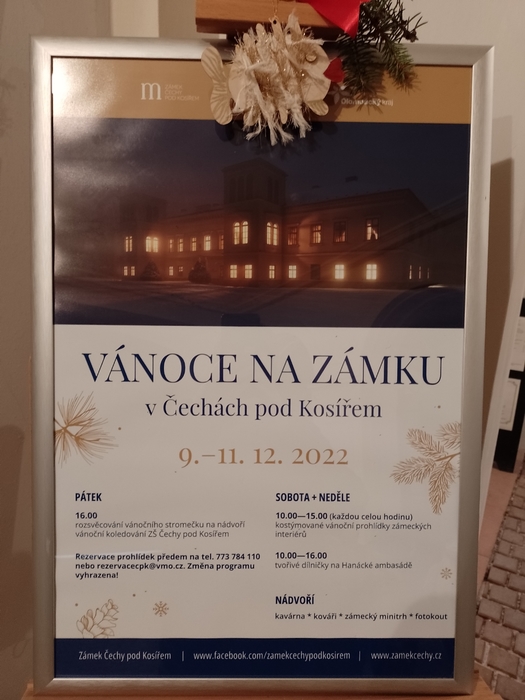 m
Olomoucký kraj
VÁNOCE NA ZÁMKU
v Čechách pod Kosířem
9.–11. 12. 2022
PÁTEK
16.00
rozsvěcování vánočního stromečku na nádvoří
vánoční koledování ZŠ Čechy pod Kosířem
Rezervace prohlídek předem na tel. 773 784 110
nebo rezervacecpk@vmo.cz. Změna programu
vyhrazena!
SOBOTA + NEDĚLE
10.00—15.00 (každou celou hodinu)
kostýmované vánoční prohlídky zámeckých
interiérů
10.00—16.00
tvořivé dílničky na Hanácké ambasádě
NÁDVOŘÍ
kavárna * kováři * zámecký minitrh * fotokout
Zámek Čechy pod Kosířem | www.facebook.com/zamekcechypodkosirem | www.zamekcechy.cz